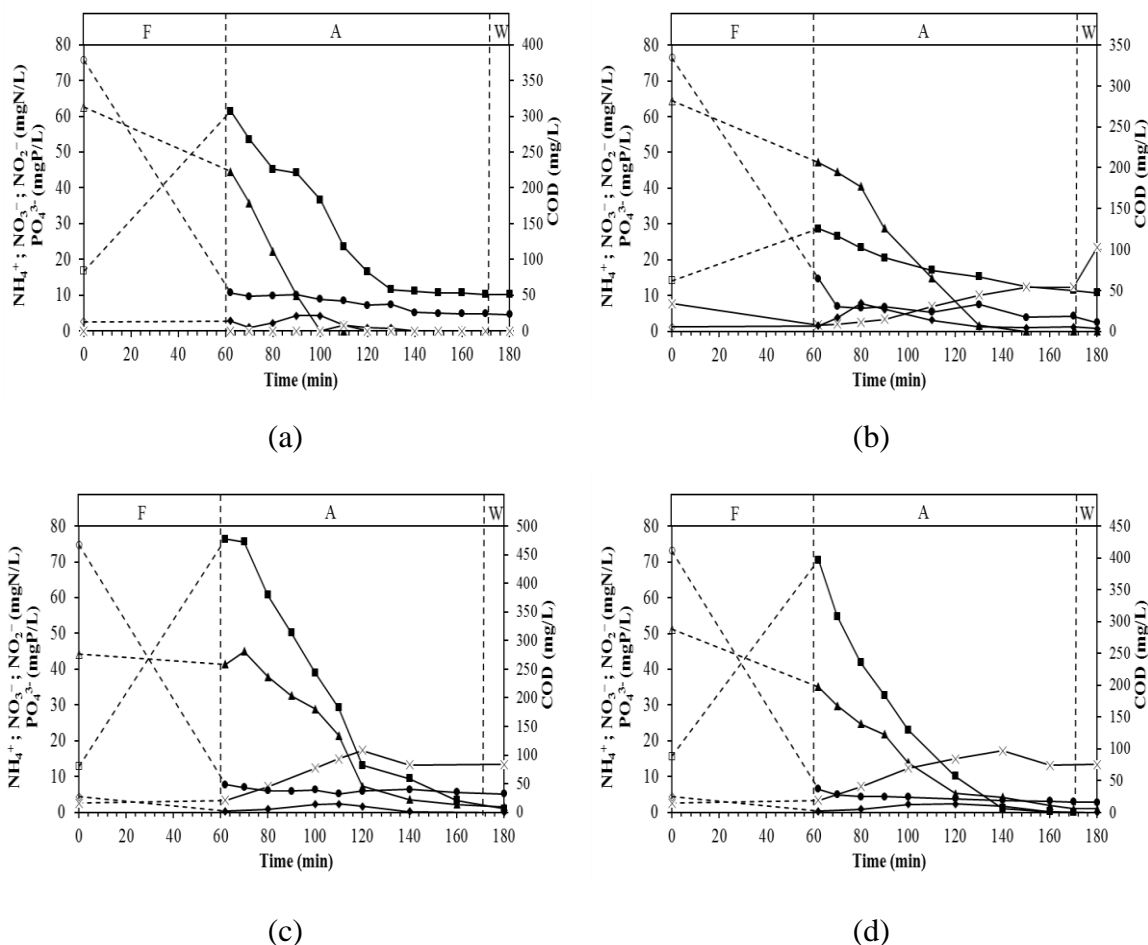 F A W
80 70 60 50 40 30 20 10 0
NH₄⁺ ; NO₃⁻ ; NO₂⁻ (mgN/L)
PO₄³⁻ (mgP/L)
400 350 300 250 200 150 100 50 0
COD (mg/L)
0 20 40 60 80 100 120 140 160 180
Time (min)
(a)
F A W
80 70 60 50 40 30 20 10 0
NH₄⁺ ; NO₃⁻ ; NO₂⁻ (mgN/L)
PO₄³⁻ (mgP/L)
350 300 250 200 150 100 50 0
COD (mg/L)
0 20 40 60 80 100 120 140 160 180
Time (min)
(b)
F A W
80 70 60 50 40 30 20 10 0
NH₄⁺ ; NO₃⁻ ; NO₂⁻ (mgN/L)
PO₄³⁻ (mgP/L)
500 450 400 350 300 250 200 150 100 50 0
COD (mg/L)
0 20 40 60 80 100 120 140 160 180
Time (min)
(c)
F A W
80 70 60 50 40 30 20 10 0
NH₄⁺ ; NO₃⁻ ; NO₂⁻ (mgN/L)
PO₄³⁻ (mgP/L)
450 400 350 300 250 200 150 100 50 0
COD (mg/L)
0 20 40 60 80 100 120 140 160 180
Time (min)
(d)